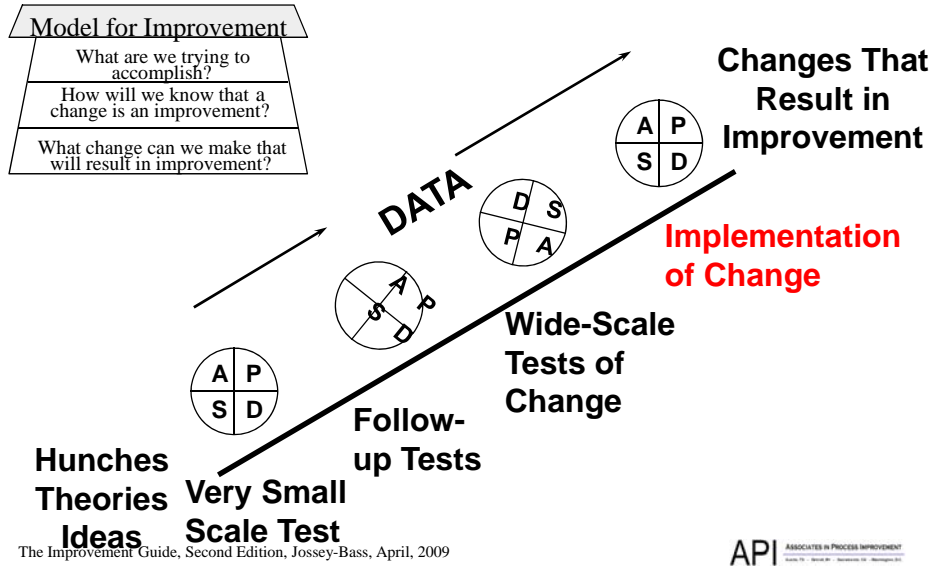 Model for Improvement
What are we trying to
accomplish?
How will we know that a
change is an improvement?
What change can we make that
will result in improvement?
Changes That
Result in
Improvement
A P
S D
DATA
D S
P A
Implementation
of Change
A P
S D
Wide-Scale
Tests of
Change
A P
S D
Follow-
up Tests
Hunches
Theories
Ideas
Very Small
Scale Test
The Improvement Guide, Second Edition, Jossey-Bass, April, 2009
API
ASSOCIATES IN PROCESS IMPROVEMENT